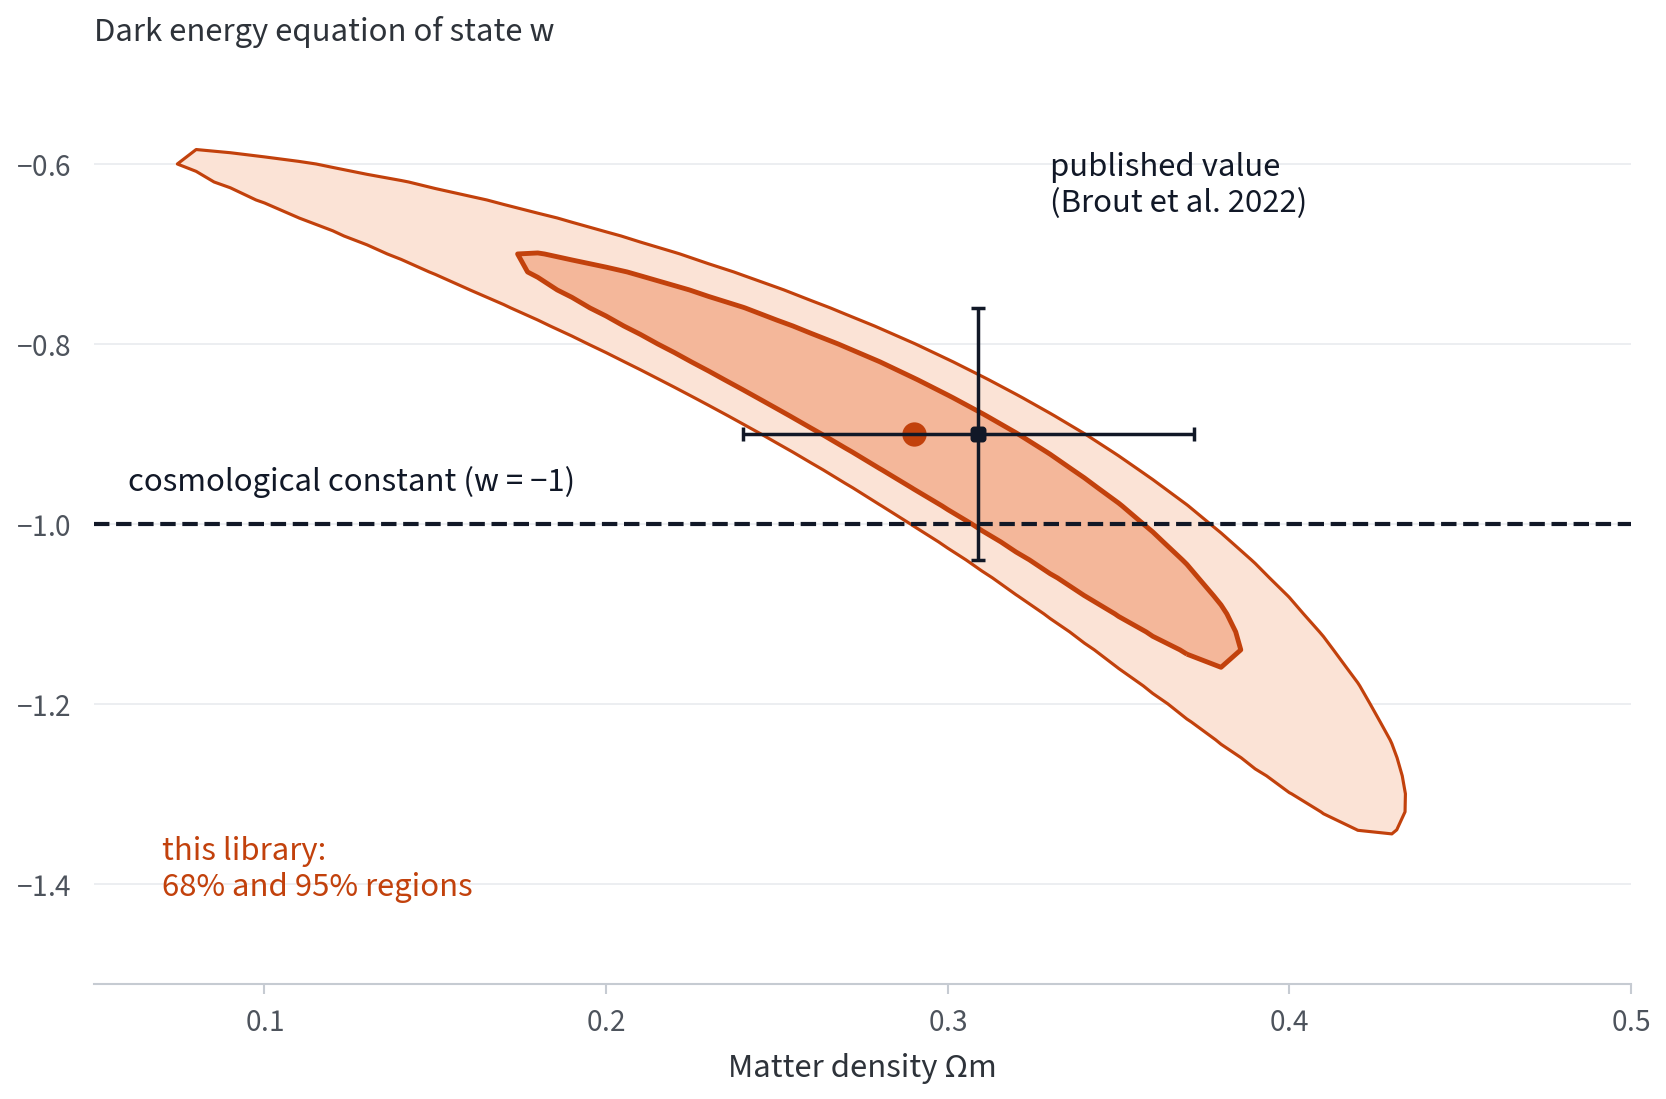 Dark energy equation of state w
−0.6
−0.8
−1.0
−1.2
−1.4
published value
(Brout et al. 2022)
cosmological constant (w = −1)
this library:
68% and 95% regions
0.1
0.2
0.3
0.4
0.5
Matter density Ωm